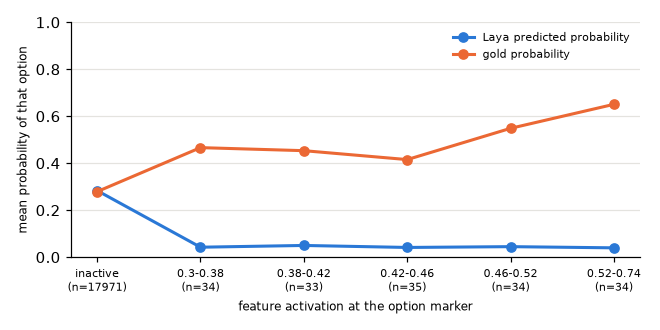 1.0
0.8
0.6
0.4
0.2
0.0
mean probability of that option
Laya predicted probability
gold probability
inactive
(n=17971)
0.3-0.38
(n=34)
0.38-0.42
(n=33)
0.42-0.46
(n=35)
0.46-0.52
(n=34)
0.52-0.74
(n=34)
feature activation at the option marker